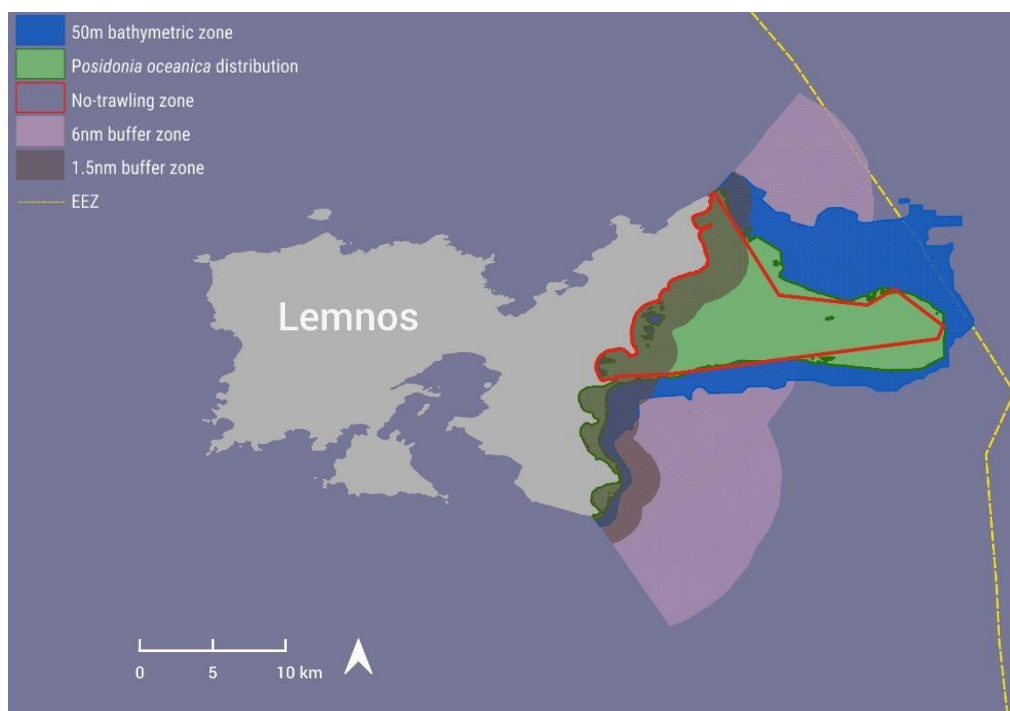 50m bathymetric zone
Posidonia oceanica distribution
No-trawling zone
6nm buffer zone
1.5nm buffer zone
EEZ
Lemnos
0 5 10 km